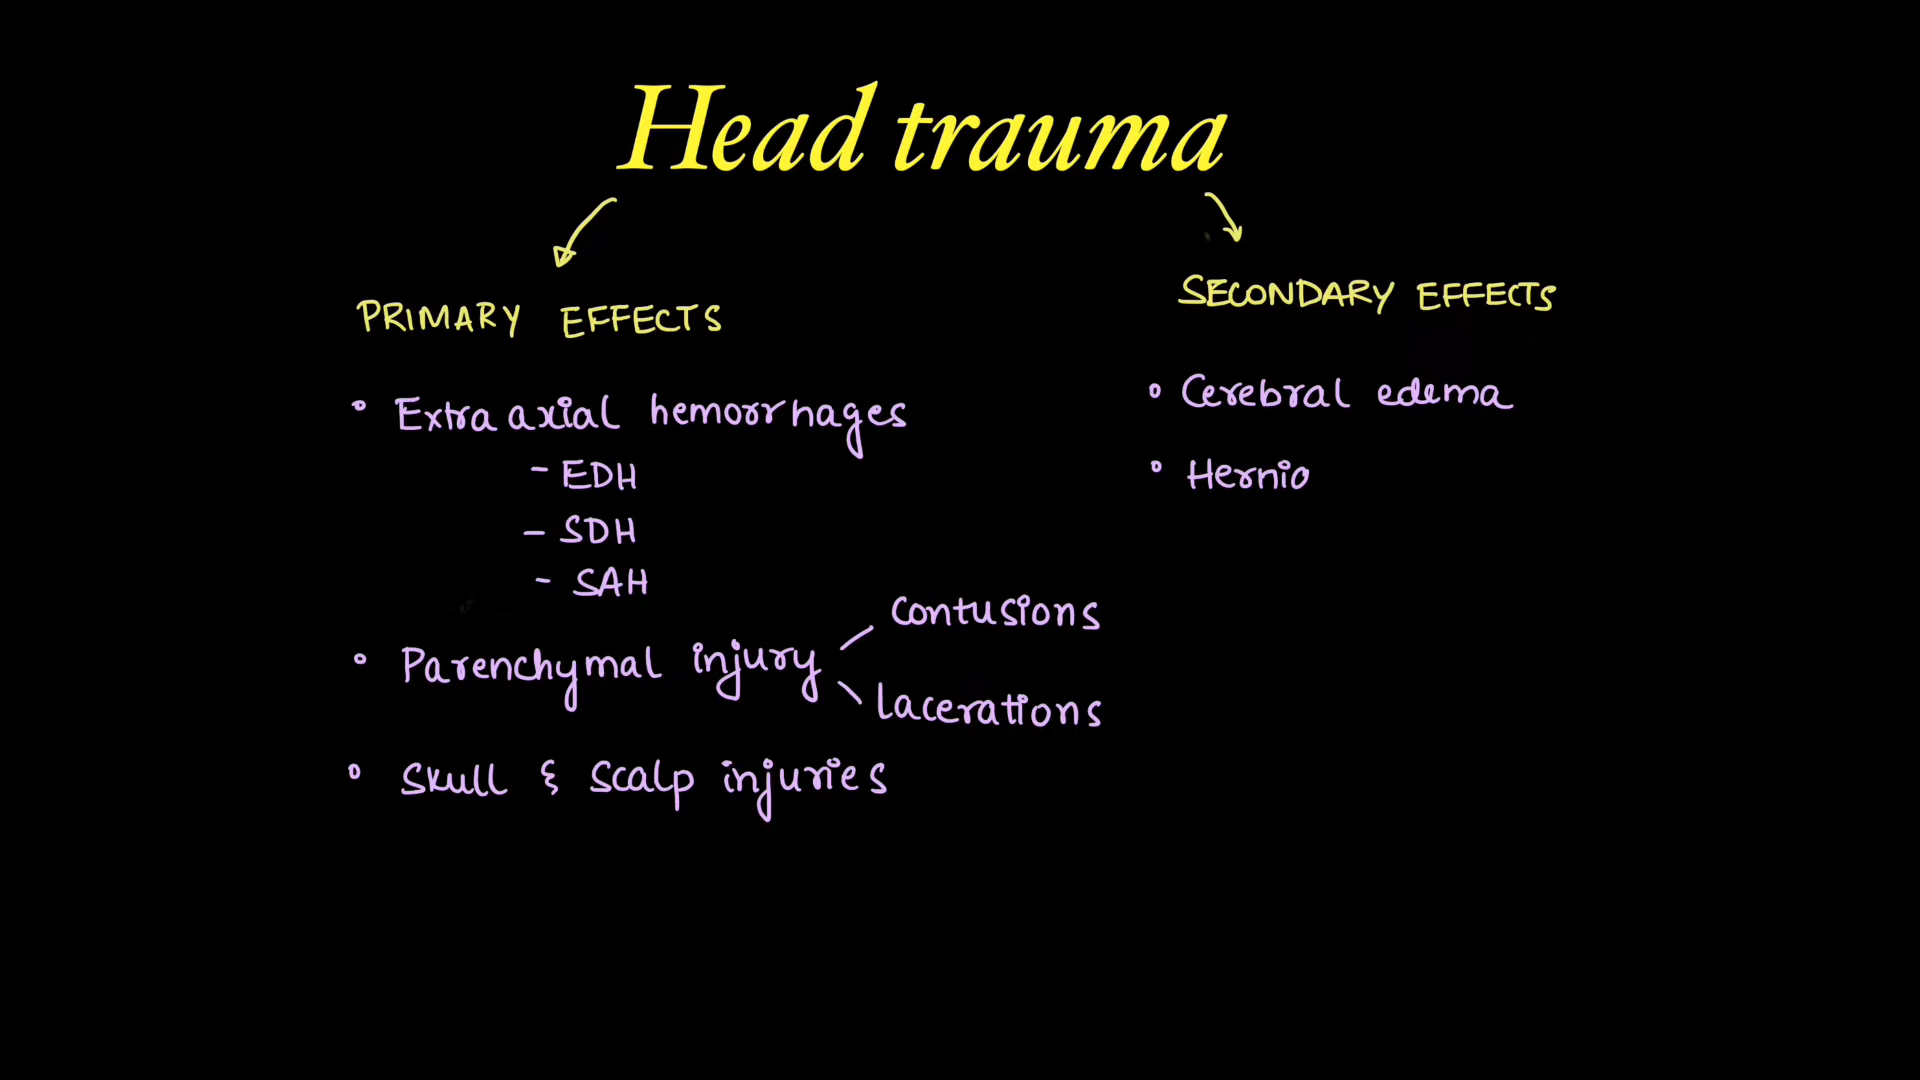 Head trauma
PRIMARY EFFECTS
• Extra axial hemorrhages
- EDH
- SDH
- SAH
• Parenchymal injury
contusions
lacerations
• Skull & Scalp injuries
SECONDARY EFFECTS
• Cerebral edema
• Hernio